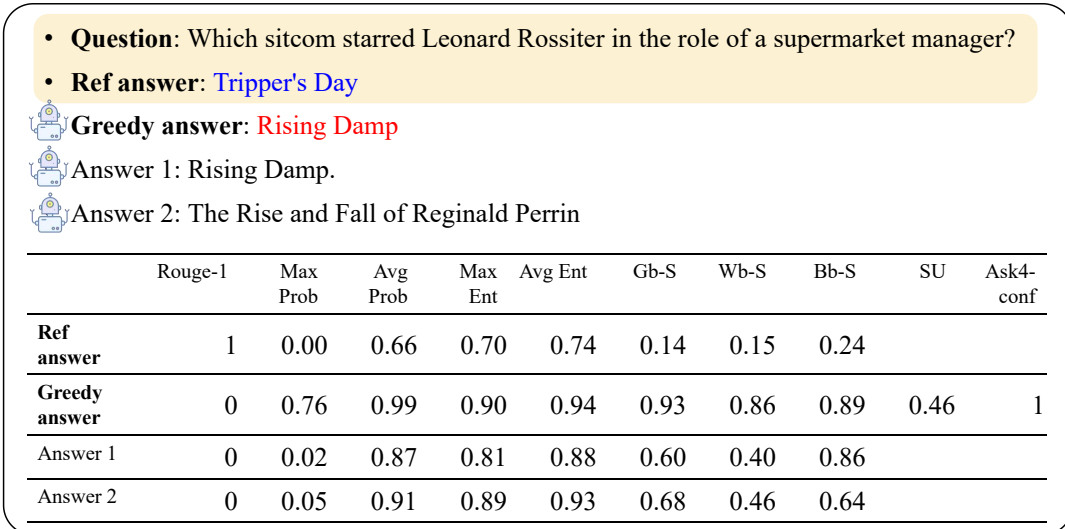 • Question: Which sitcom starred Leonard Rossiter in the role of a supermarket manager?
• Ref answer: Tripper's Day
Greedy answer: Rising Damp
Answer 1: Rising Damp.
Answer 2: The Rise and Fall of Reginald Perrin
Rouge-1 Max Prob Avg Prob Max Ent Avg Ent Gb-S Wb-S Bb-S SU Ask4-conf
Ref answer 1 0.00 0.66 0.70 0.74 0.14 0.15 0.24
Greedy answer 0 0.76 0.99 0.90 0.94 0.93 0.86 0.89 0.46 1
Answer 1 0 0.02 0.87 0.81 0.88 0.60 0.40 0.86
Answer 2 0 0.05 0.91 0.89 0.93 0.68 0.46 0.64